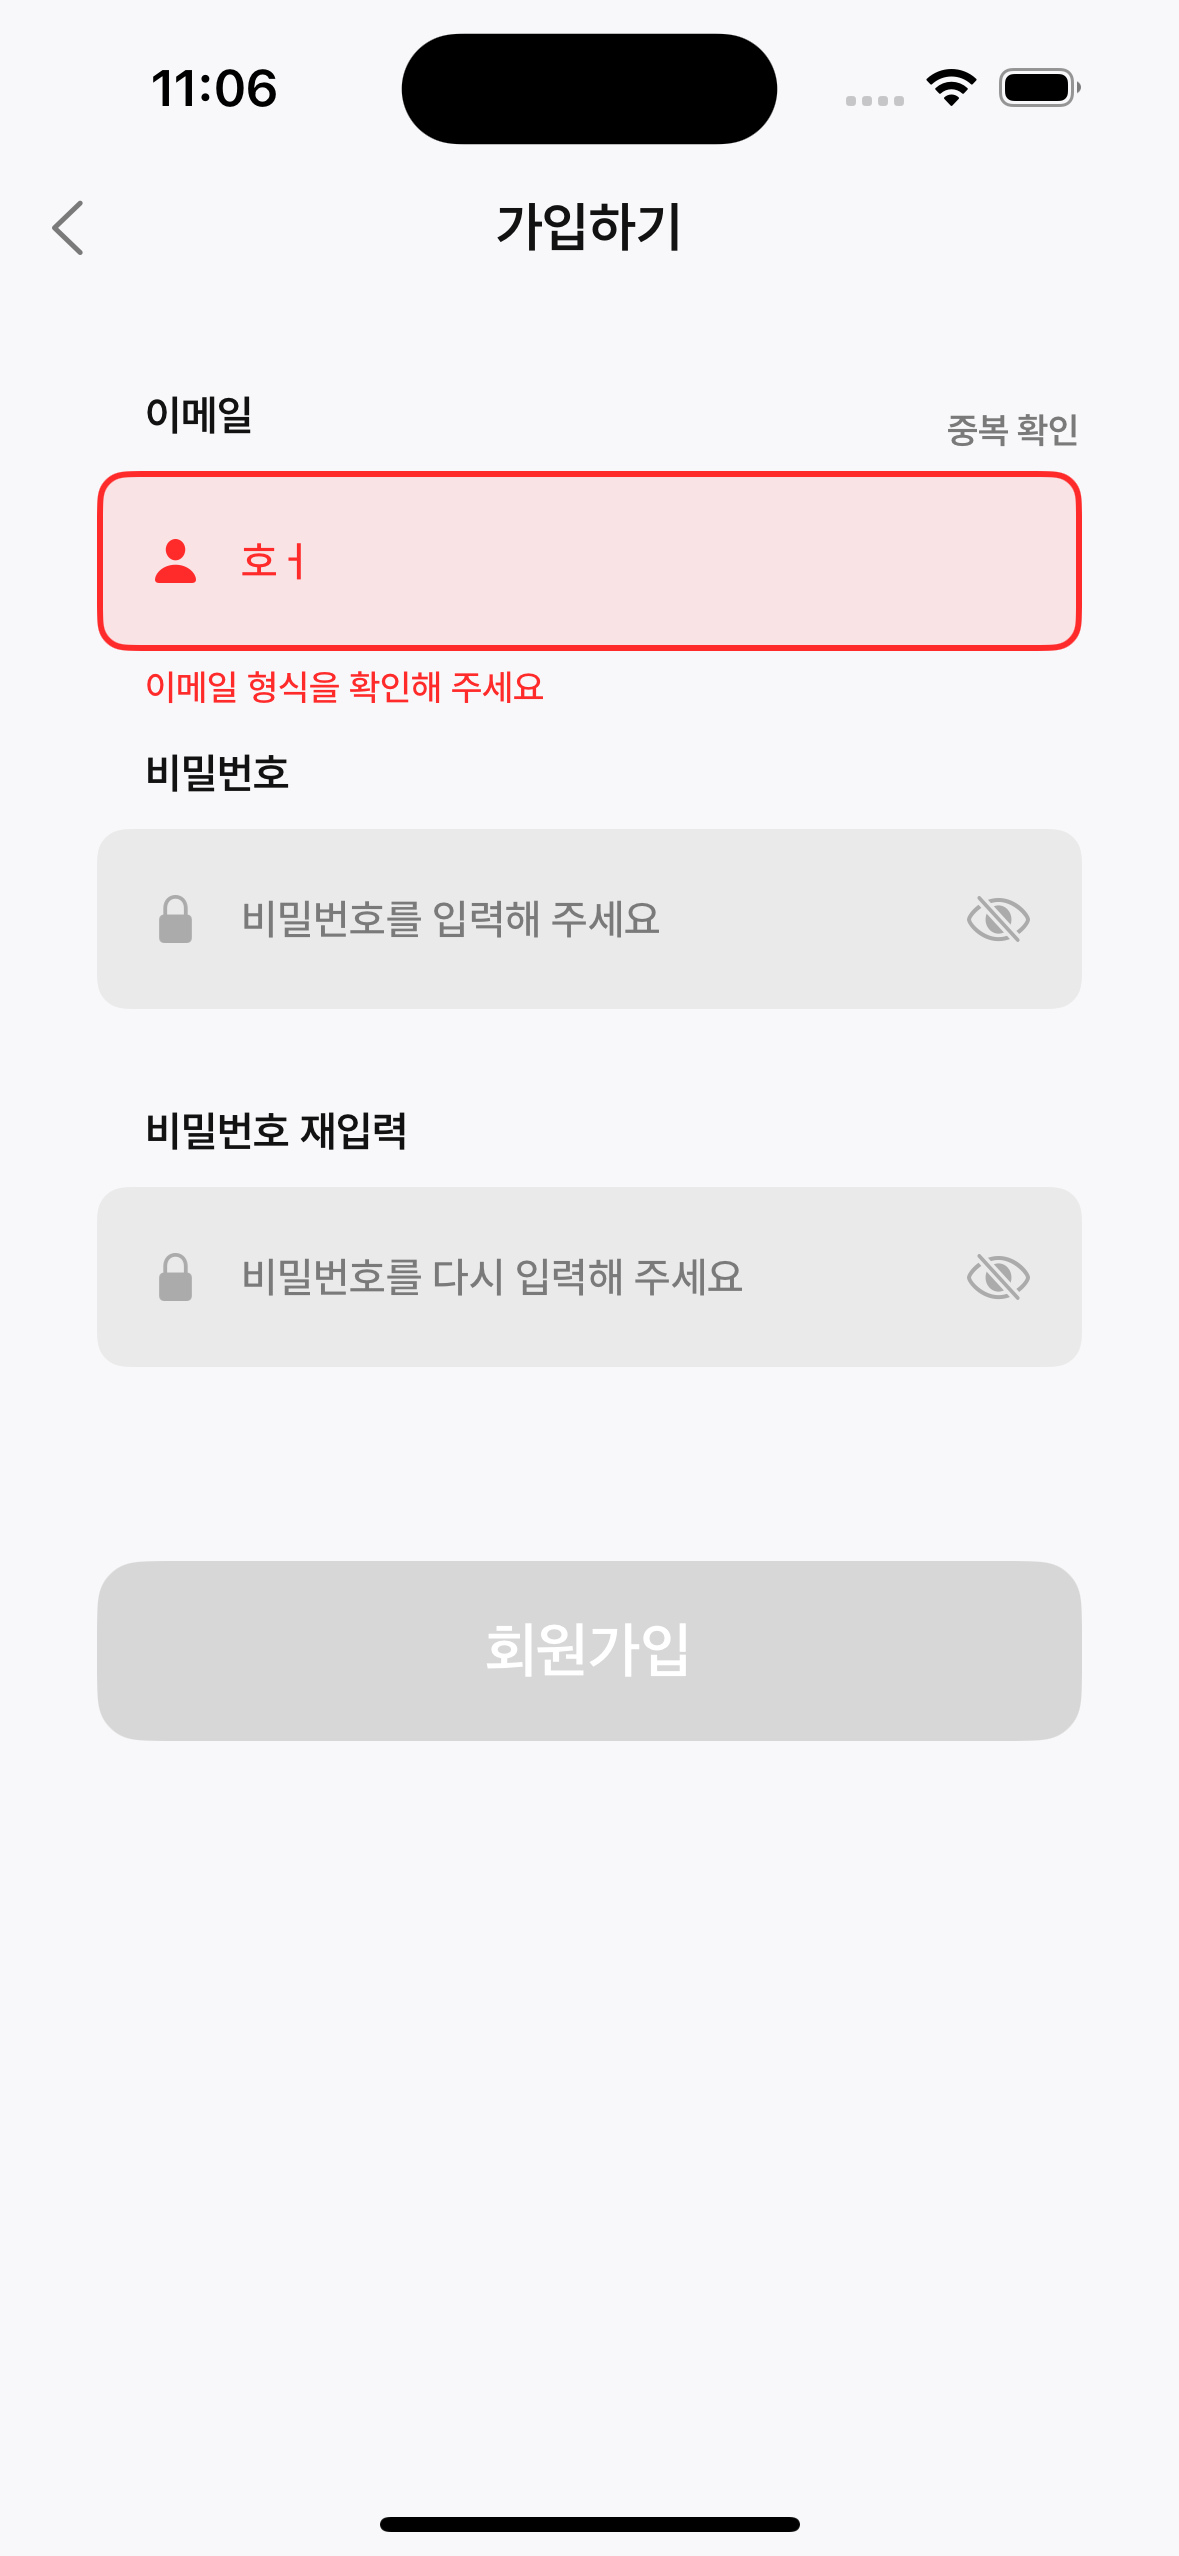 11:06
가입하기
이메일
중복 확인
호ㅓ
이메일 형식을 확인해 주세요
비밀번호
비밀번호를 입력해 주세요
비밀번호 재입력
비밀번호를 다시 입력해 주세요
회원가입